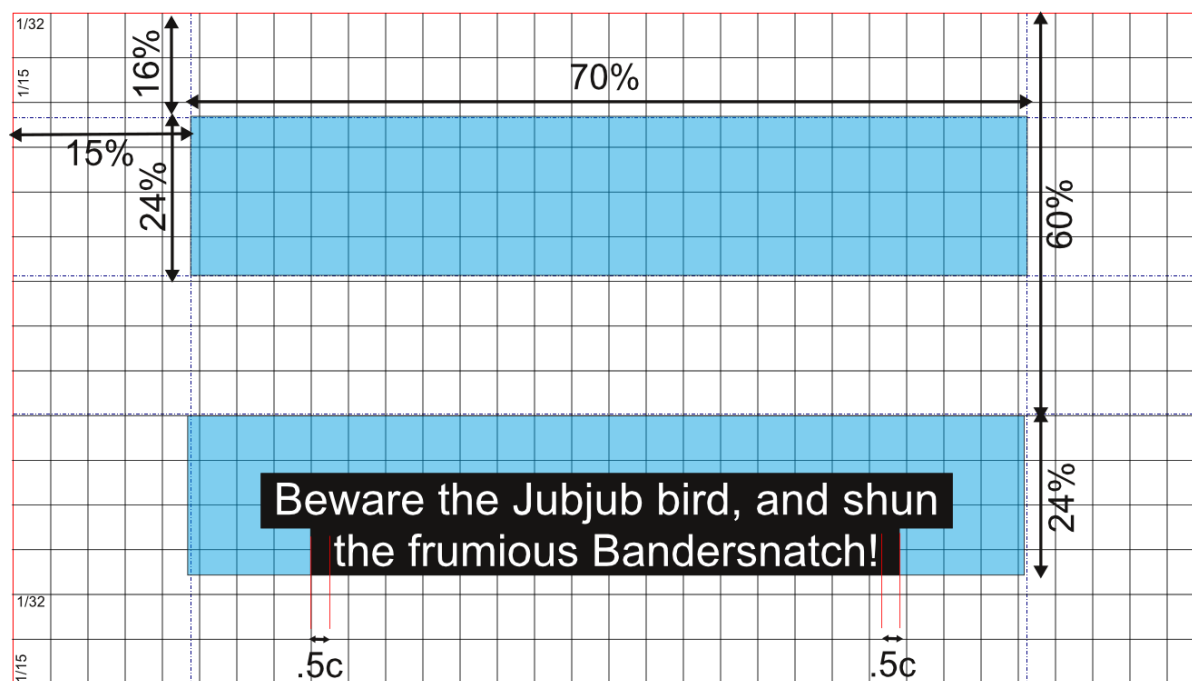 1/32
16%
1/15
70%
15%
24%
60%
Beware the Jubjub bird, and shun
the frumious Bandersnatch!
24%
1/32
1/15
.5c
.5c